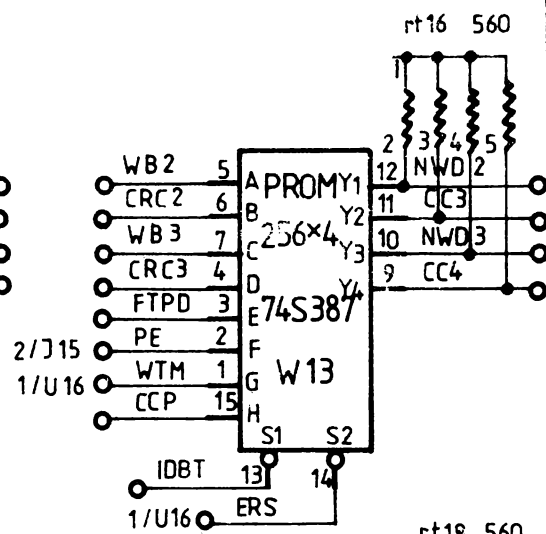 rt16 560
1
2 3 4 5
WB2 5 A PROM Y1 12 NWD2
CRC2 6 B Y2 11 CC3
256×4
WB3 7 C Y3 10 NWD3
CRC3 4 D Y4 9 CC4
FTPD 3 E 74S387
2/J15 PE 2 F
1/U16 WTM 1 G W13
CCP 15 H
S1 S2
IDBT 13 14
1/U16 ERS
rt18 560